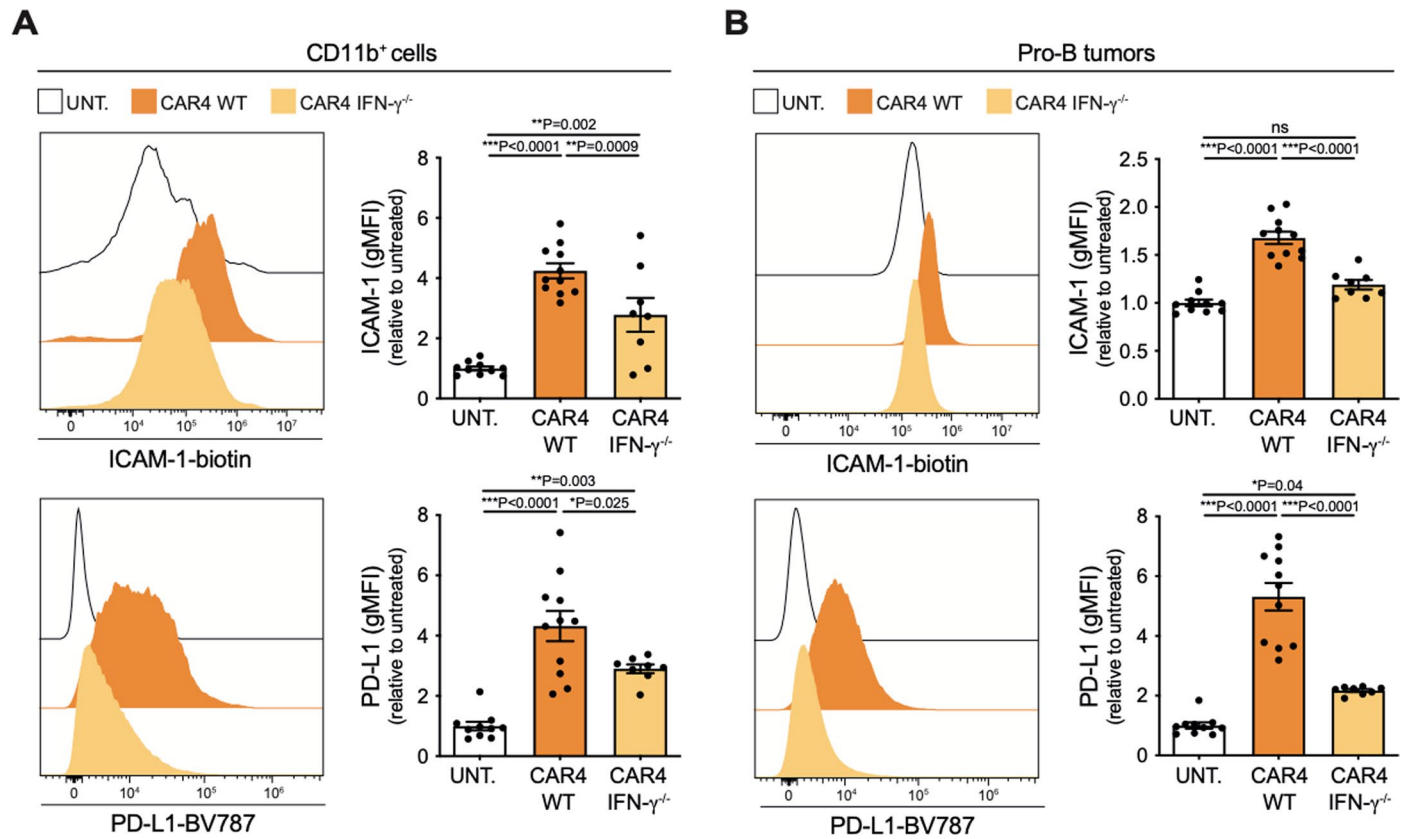 A
CD11b⁺ cells
UNT. CAR4 WT CAR4 IFN-γ⁻/⁻
0 10⁴ 10⁵ 10⁶ 10⁷
ICAM-1-biotin
**P=0.002
***P<0.0001 **P=0.0009
ICAM-1 (gMFI)
(relative to untreated)
8
6
4
2
0
UNT. CAR4 CAR4
WT IFN-γ⁻/⁻
0 10⁴ 10⁵ 10⁶
PD-L1-BV787
**P=0.003
***P<0.0001 *P=0.025
PD-L1 (gMFI)
(relative to untreated)
8
6
4
2
0
UNT. CAR4 CAR4
WT IFN-γ⁻/⁻
B
Pro-B tumors
UNT. CAR4 WT CAR4 IFN-γ⁻/⁻
0 10⁴ 10⁵ 10⁶ 10⁷
ICAM-1-biotin
ns
***P<0.0001 ***P<0.0001
ICAM-1 (gMFI)
(relative to untreated)
2.5
2.0
1.5
1.0
0.5
0.0
UNT. CAR4 CAR4
WT IFN-γ⁻/⁻
0 10⁴ 10⁵ 10⁶
PD-L1-BV787
*P=0.04
***P<0.0001 ***P<0.0001
PD-L1 (gMFI)
(relative to untreated)
8
6
4
2
0
UNT. CAR4 CAR4
WT IFN-γ⁻/⁻